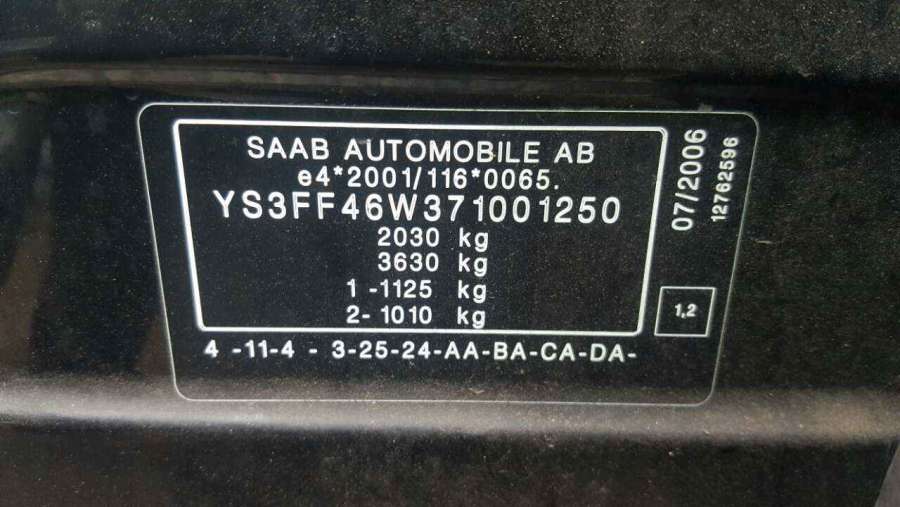 SAAB AUTOMOBILE AB
e4*2001/116*0065.
YS3FF46W371001250
2030 kg
3630 kg
1 -1125 kg
2- 1010 kg
4 -11-4 - 3-25-24-AA-BA-CA-DA-
07/2006
12762596
1,2